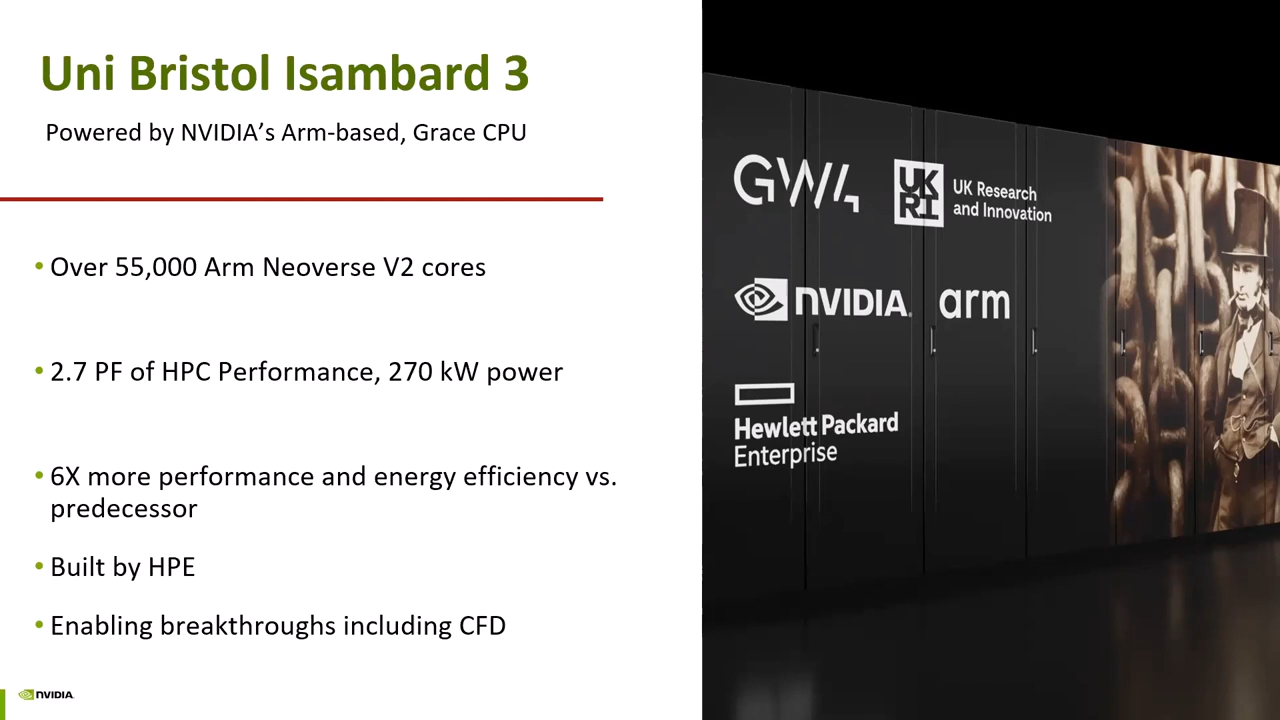 Uni Bristol Isambard 3
Powered by NVIDIA’s Arm-based, Grace CPU
• Over 55,000 Arm Neoverse V2 cores
• 2.7 PF of HPC Performance, 270 kW power
• 6X more performance and energy efficiency vs.
predecessor
• Built by HPE
• Enabling breakthroughs including CFD
NVIDIA
GW4
UK
RI
UK Research
and Innovation
NVIDIA
arm
Hewlett Packard
Enterprise